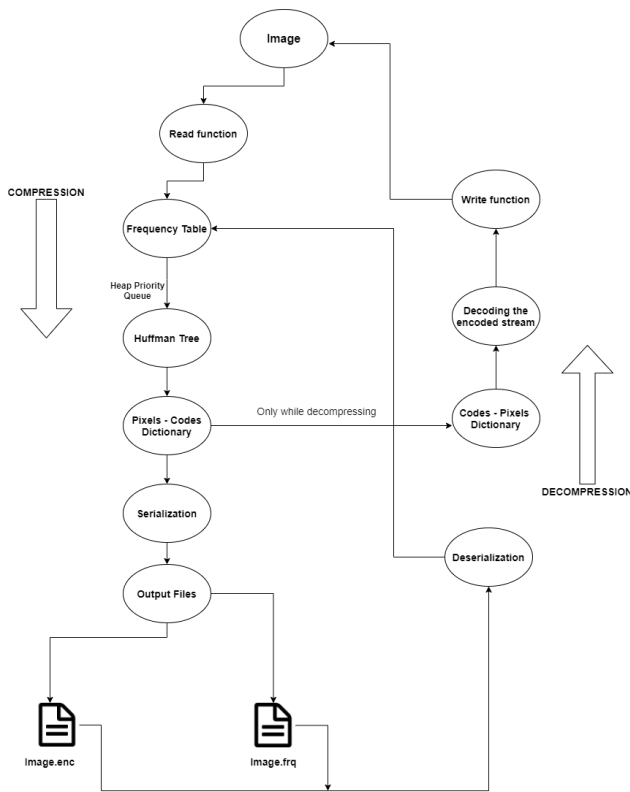 Image
Read function
COMPRESSION
Write function
Frequency Table
Heap Priority
Queue
Decoding the
encoded stream
Huffman Tree
Only while decompressing
Pixels - Codes
Dictionary
Codes - Pixels
Dictionary
DECOMPRESSION
Serialization
Deserialization
Output Files
Image.enc
Image.frq